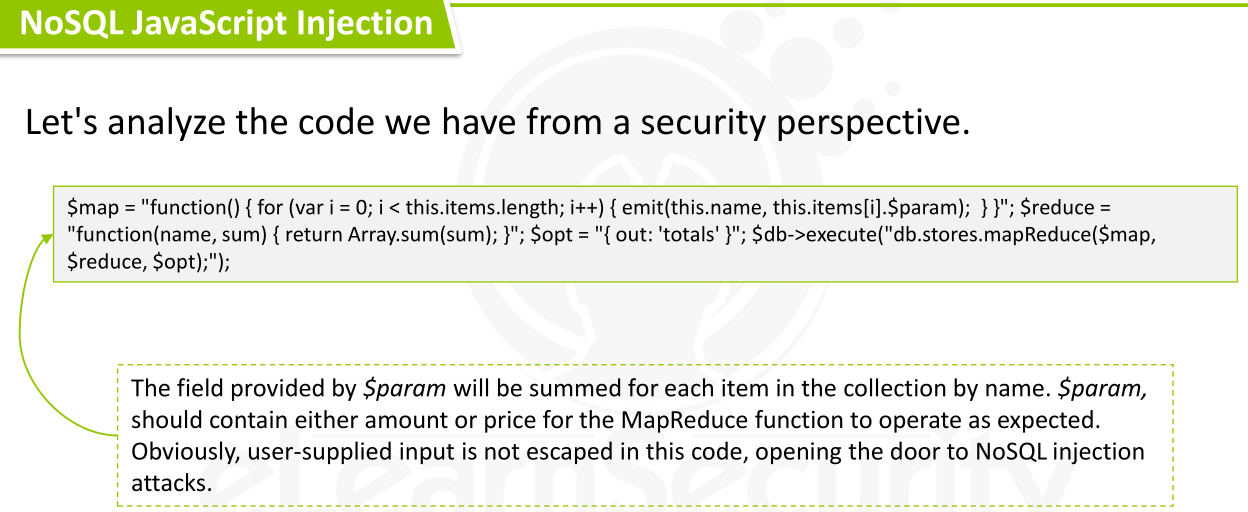 NoSQL JavaScript Injection
Let's analyze the code we have from a security perspective.
$map = "function() { for (var i = 0; i < this.items.length; i++) { emit(this.name, this.items[i].$param);  } }"; $reduce =
"function(name, sum) { return Array.sum(sum); }"; $opt = "{ out: 'totals' }"; $db->execute("db.stores.mapReduce($map,
$reduce, $opt);");
The field provided by $param will be summed for each item in the collection by name. $param,
should contain either amount or price for the MapReduce function to operate as expected.
Obviously, user-supplied input is not escaped in this code, opening the door to NoSQL injection
attacks.
eLearnSecurity